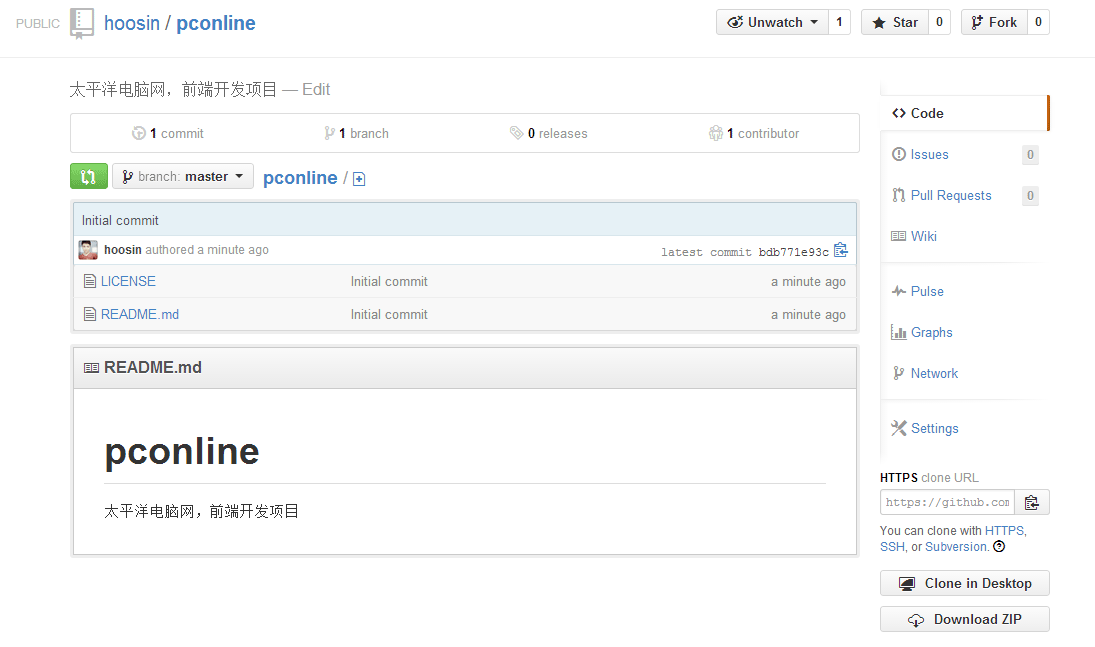 PUBLIC hoosin / pconline Unwatch 1 Star 0 Fork 0
太平洋电脑网，前端开发项目 — Edit
1 commit 1 branch 0 releases 1 contributor
branch: master pconline /
Initial commit
hoosin authored a minute ago latest commit bdb771e93c
LICENSE Initial commit a minute ago
README.md Initial commit a minute ago
README.md
pconline
太平洋电脑网，前端开发项目
Code
Issues 0
Pull Requests 0
Wiki
Pulse
Graphs
Network
Settings
HTTPS clone URL
https://github.com
You can clone with HTTPS,
SSH, or Subversion.
Clone in Desktop
Download ZIP